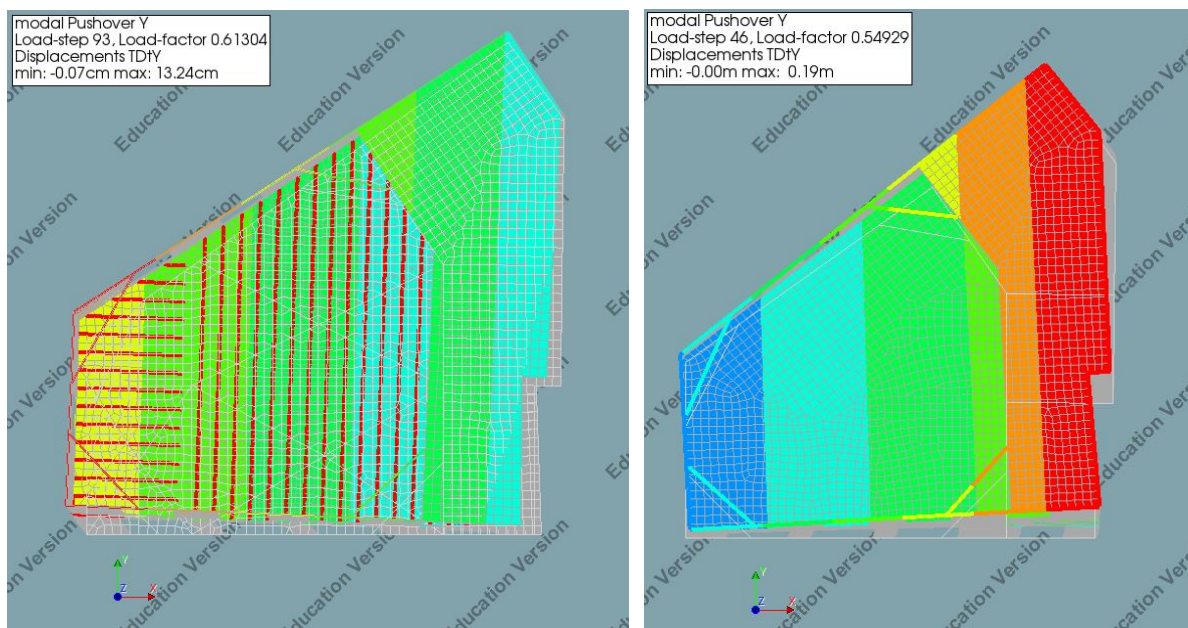 modal Pushover Y
Load-step 93, Load-factor 0.61304
Displacements TDtY
min: -0.07cm max: 13.24cm
Education Version
Education Version
Education Version
Education Version
Y
Z X
modal Pushover Y
Load-step 46, Load-factor 0.54929
Displacements TDtY
min: -0.00m max: 0.19m
Education Version
Education Version
Education Version
Education Version
Y
Z X